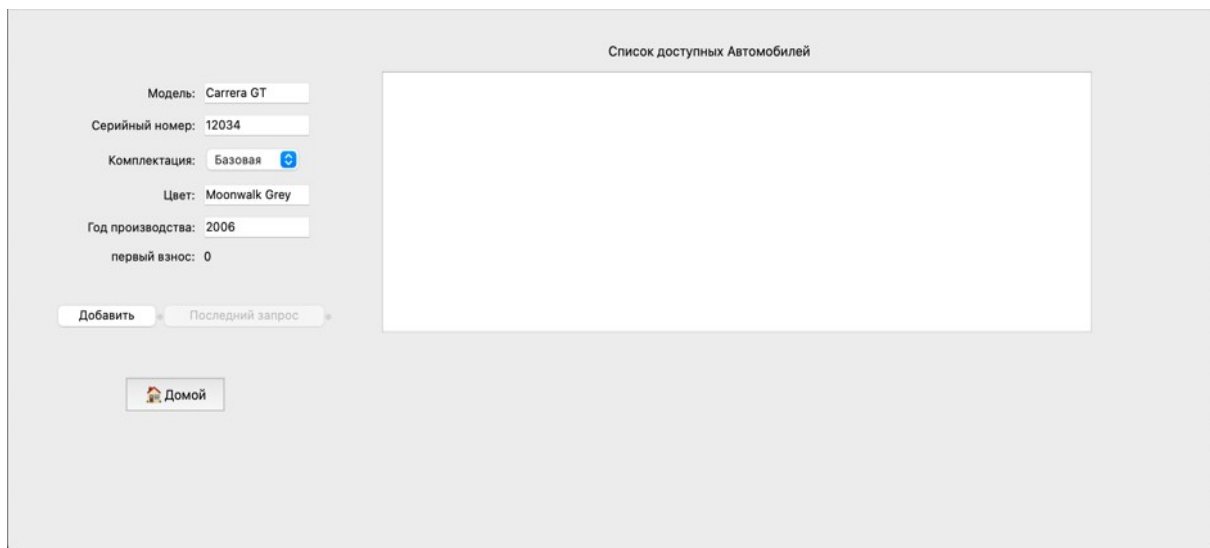 Список доступных Автомобилей
Модель: Carrera GT
Серийный номер: 12034
Комплектация: Базовая
Цвет: Moonwalk Grey
Год производства: 2006
первый взнос: 0
Добавить Последний запрос
Домой